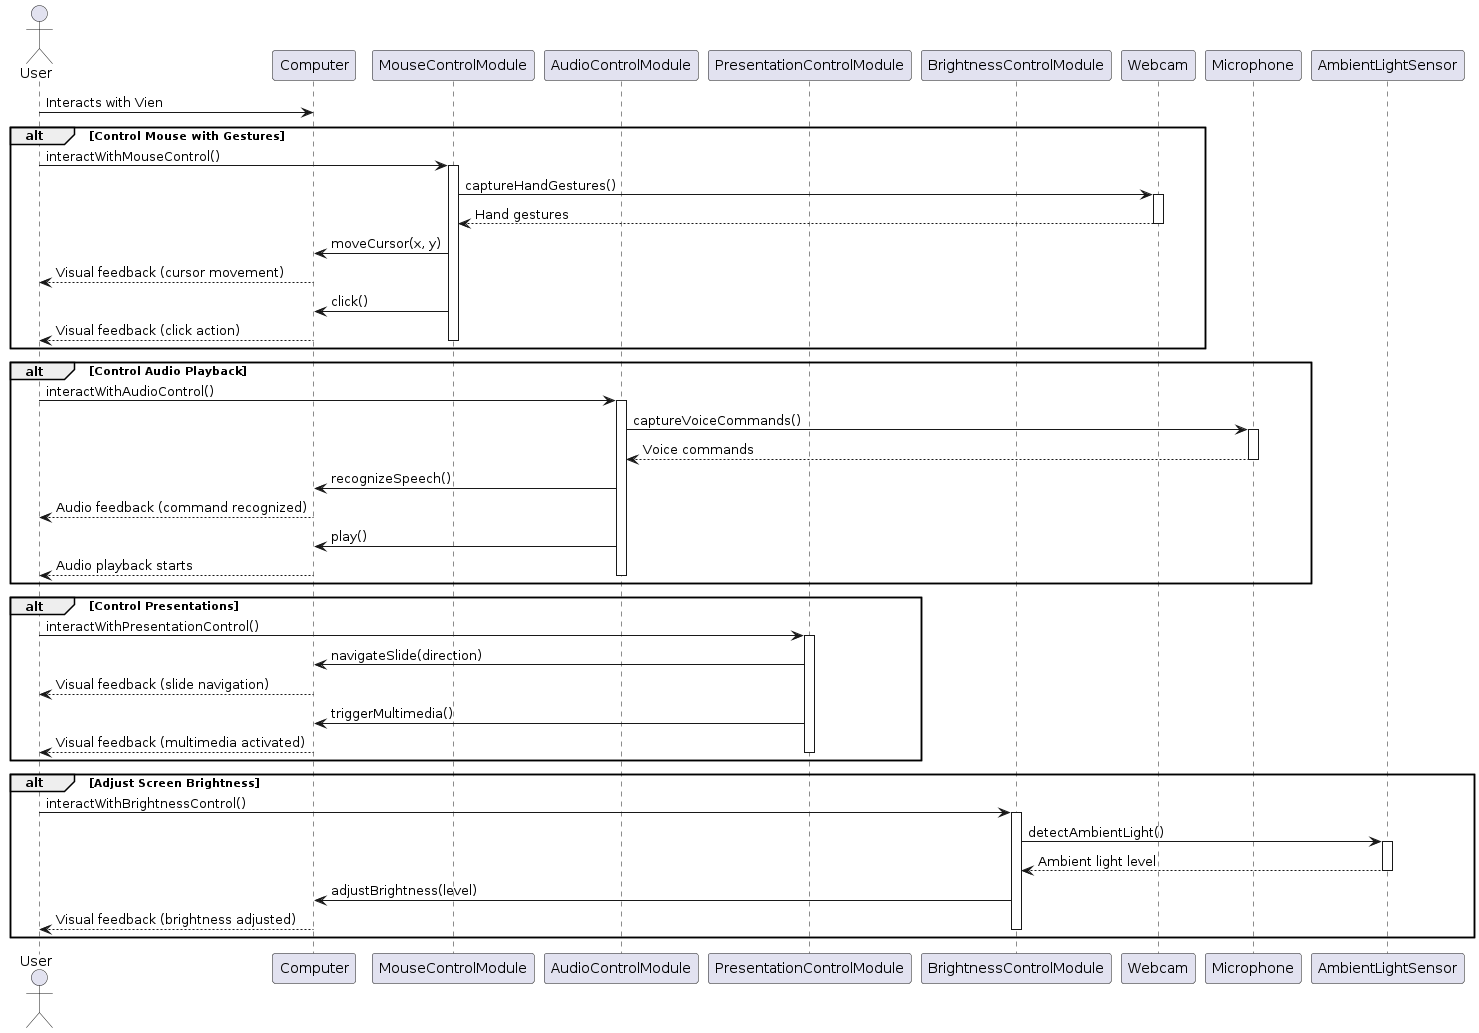 User
Computer
MouseControlModule
AudioControlModule
PresentationControlModule
BrightnessControlModule
Webcam
Microphone
AmbientLightSensor
Interacts with Vien
alt
[Control Mouse with Gestures]
interactWithMouseControl()
captureHandGestures()
Hand gestures
moveCursor(x, y)
Visual feedback (cursor movement)
click()
Visual feedback (click action)
alt
[Control Audio Playback]
interactWithAudioControl()
captureVoiceCommands()
Voice commands
recognizeSpeech()
Audio feedback (command recognized)
play()
Audio playback starts
alt
[Control Presentations]
interactWithPresentationControl()
navigateSlide(direction)
Visual feedback (slide navigation)
triggerMultimedia()
Visual feedback (multimedia activated)
alt
[Adjust Screen Brightness]
interactWithBrightnessControl()
detectAmbientLight()
Ambient light level
adjustBrightness(level)
Visual feedback (brightness adjusted)
User
Computer
MouseControlModule
AudioControlModule
PresentationControlModule
BrightnessControlModule
Webcam
Microphone
AmbientLightSensor